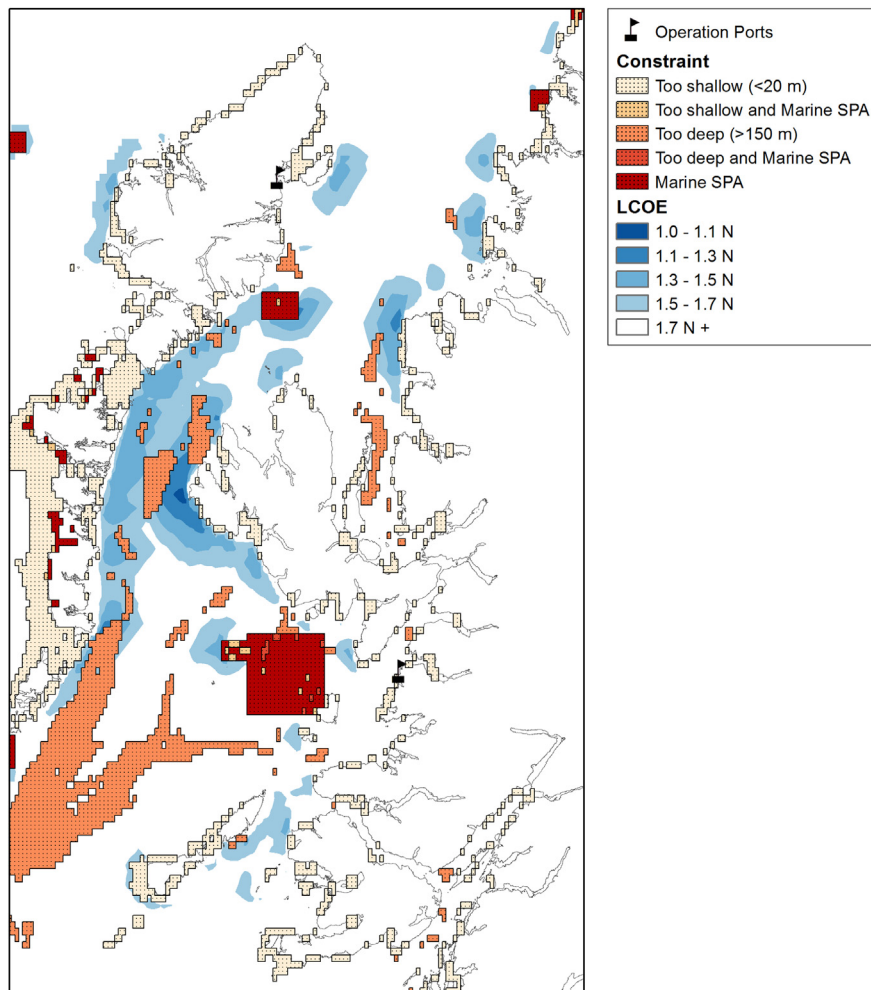 Operation Ports
Constraint
Too shallow (<20 m)
Too shallow and Marine SPA
Too deep (>150 m)
Too deep and Marine SPA
Marine SPA
LCOE
1.0 - 1.1 N
1.1 - 1.3 N
1.3 - 1.5 N
1.5 - 1.7 N
1.7 N +